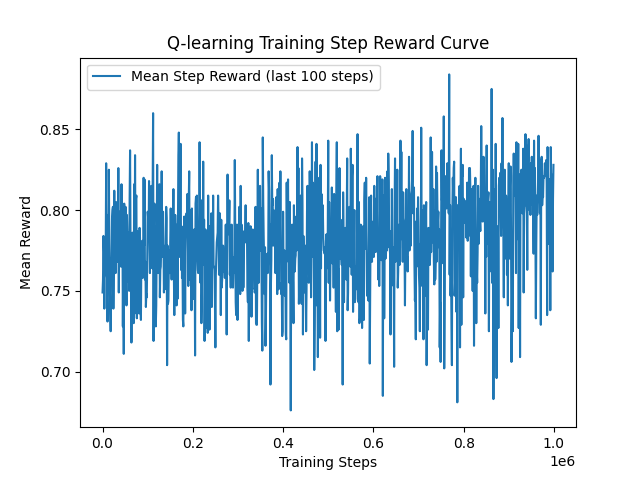 Q-learning Training Step Reward Curve
Mean Step Reward (last 100 steps)
Mean Reward
0.85
0.80
0.75
0.70
0.0 0.2 0.4 0.6 0.8 1.0
1e6
Training Steps